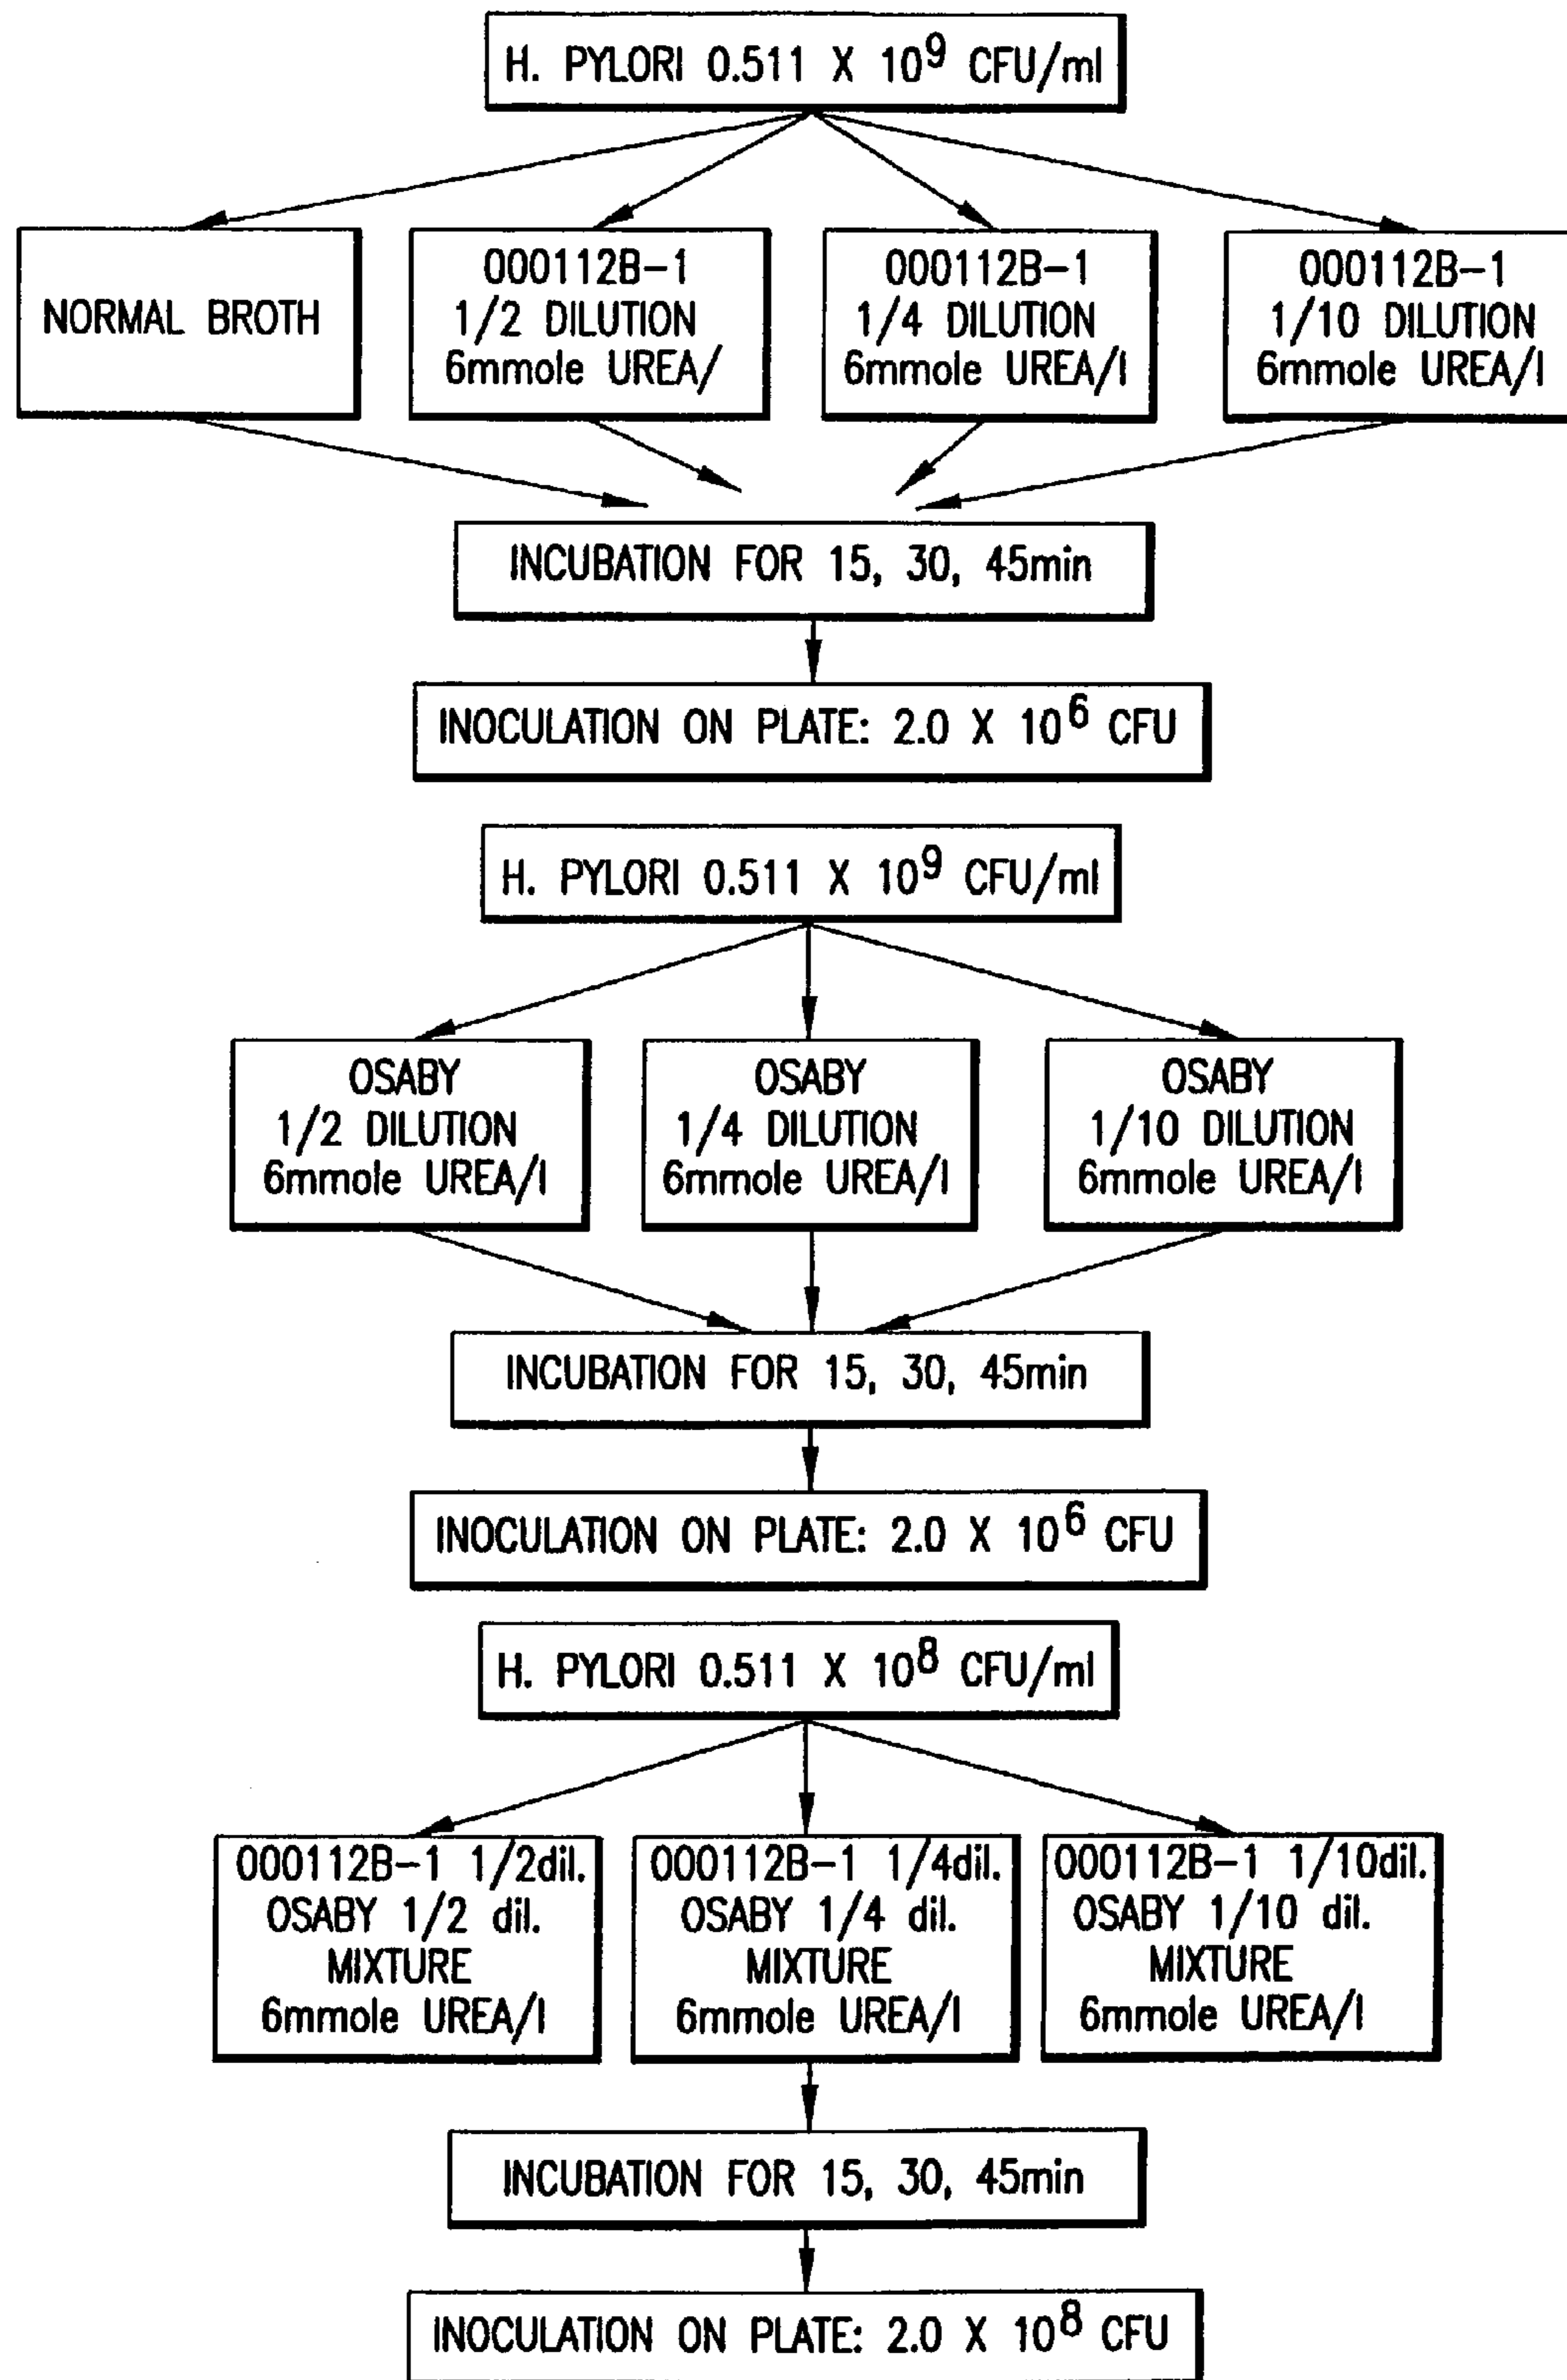 H. PYLORI 0.511 X 10⁹ CFU/ml
NORMAL BROTH
000112B-1
1/2 DILUTION
6mmole UREA/
000112B-1
1/4 DILUTION
6mmole UREA/l
000112B-1
1/10 DILUTION
6mmole UREA/l
INCUBATION FOR 15, 30, 45min
INOCULATION ON PLATE: 2.0 X 10⁶ CFU
H. PYLORI 0.511 X 10⁹ CFU/ml
OSABY
1/2 DILUTION
6mmole UREA/l
OSABY
1/4 DILUTION
6mmole UREA/l
OSABY
1/10 DILUTION
6mmole UREA/l
INCUBATION FOR 15, 30, 45min
INOCULATION ON PLATE: 2.0 X 10⁶ CFU
H. PYLORI 0.511 X 10⁸ CFU/ml
000112B-1 1/2dil.
OSABY 1/2 dil.
MIXTURE
6mmole UREA/l
000112B-1 1/4dil.
OSABY 1/4 dil.
MIXTURE
6mmole UREA/l
000112B-1 1/10dil.
OSABY 1/10 dil.
MIXTURE
6mmole UREA/l
INCUBATION FOR 15, 30, 45min
INOCULATION ON PLATE: 2.0 X 10⁸ CFU